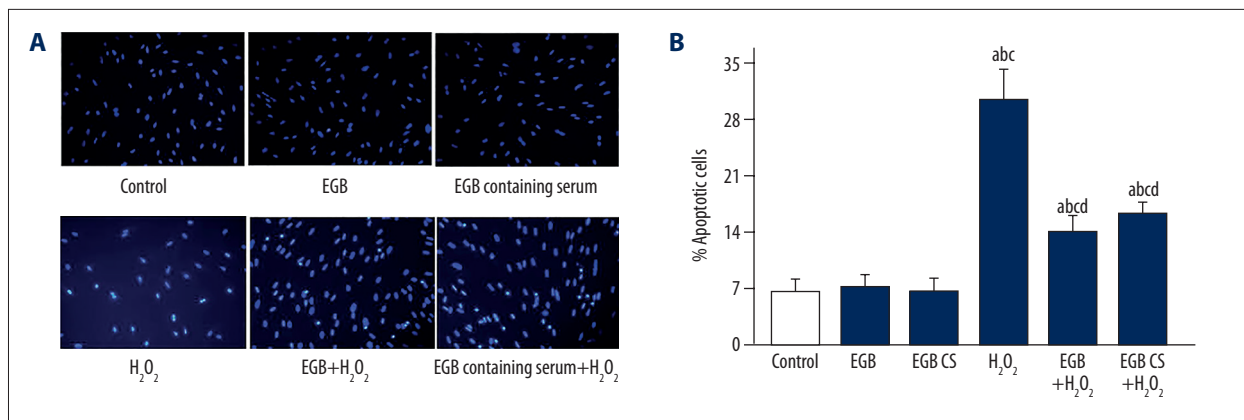 A
Control
EGB
EGB containing serum
H₂O₂
EGB+H₂O₂
EGB containing serum+H₂O₂
B
% Apoptotic cells
35
28
21
14
7
0
abc
abcd
abcd
Control
EGB
EGB CS
H₂O₂
EGB
+H₂O₂
EGB CS
+H₂O₂